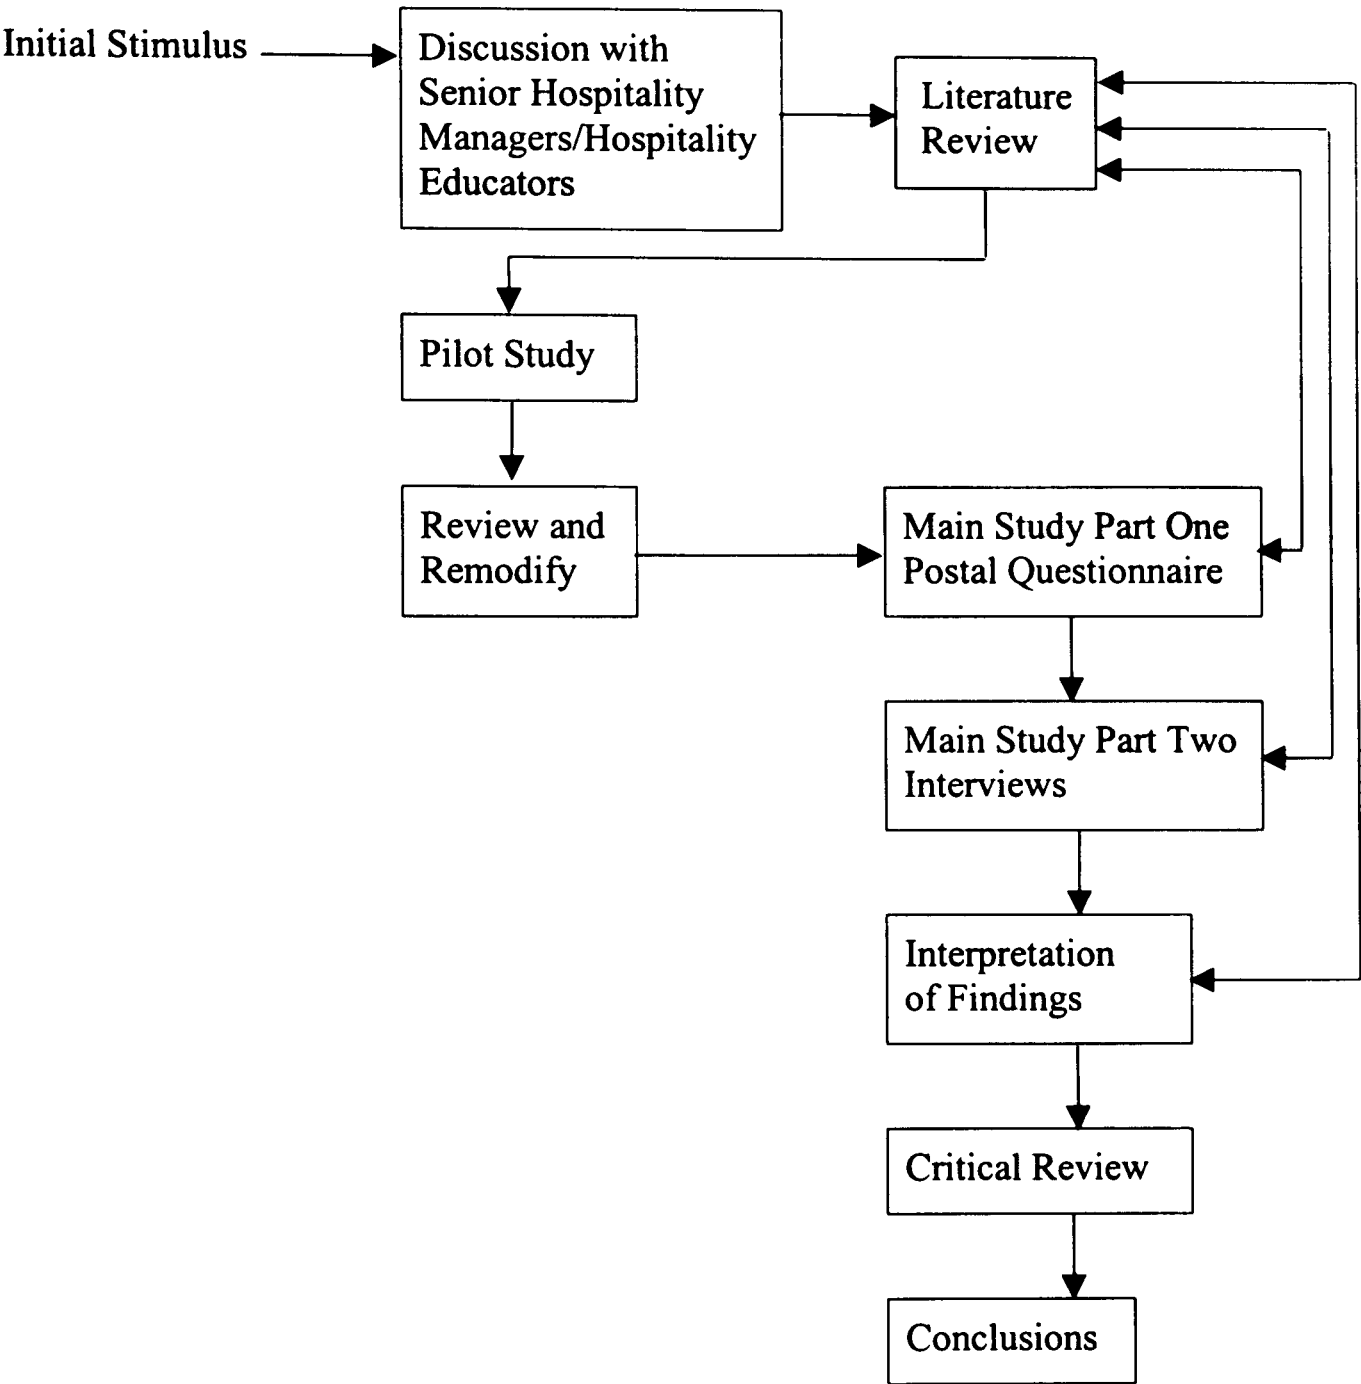 Initial Stimulus
Discussion with
Senior Hospitality
Managers/Hospitality
Educators
Literature
Review
Pilot Study
Review and
Remodify
Main Study Part One
Postal Questionnaire
Main Study Part Two
Interviews
Interpretation
of Findings
Critical Review
Conclusions